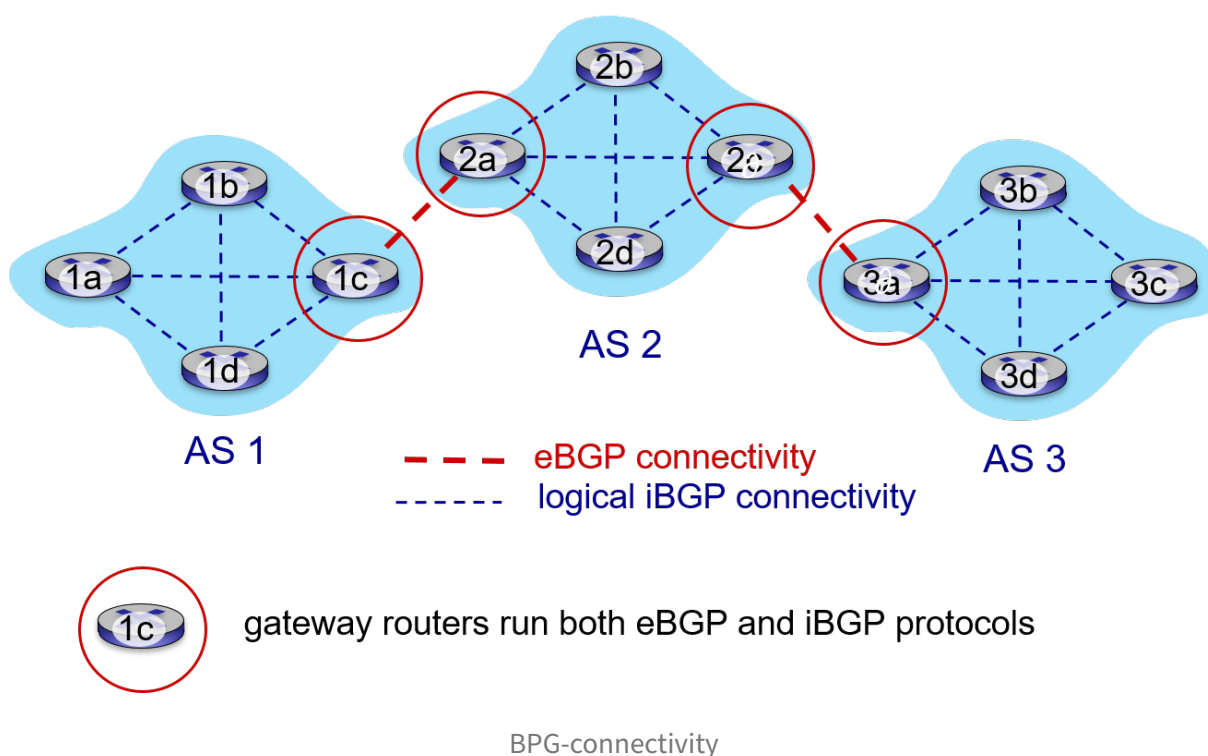 2b
2a
2c
1b
3b
2d
1a
1c
3a
3c
AS 2
1d
3d
AS 1
AS 3
eBGP connectivity
logical iBGP connectivity
1c
gateway routers run both eBGP and iBGP protocols
BPG-connectivity